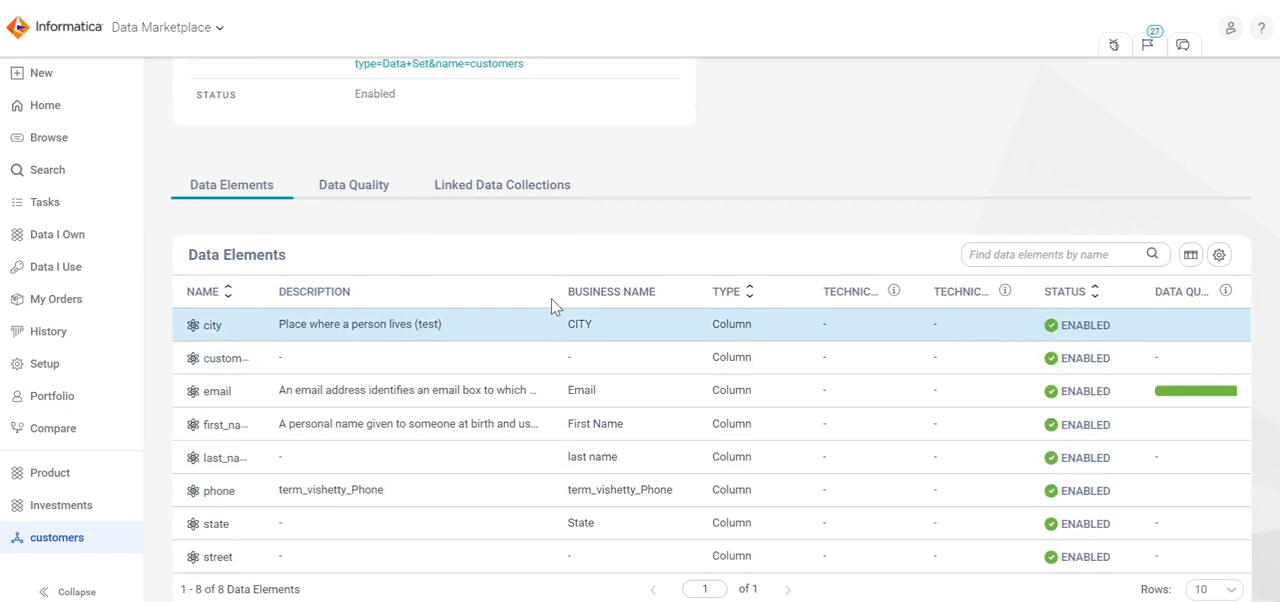 Informatica Data Marketplace
27
?
New
Home
Browse
Search
Tasks
Data I Own
Data I Use
My Orders
History
Setup
Portfolio
Compare
Product
Investments
customers
Collapse
type=Data+Set&name=customers
STATUS Enabled
Data Elements Data Quality Linked Data Collections
Data Elements
Find data elements by name
NAME DESCRIPTION BUSINESS NAME TYPE TECHNIC... TECHNIC... STATUS DATA QU...
city Place where a person lives (test) CITY Column - - ENABLED
custom... - - Column - - ENABLED -
email An email address identifies an email box to which ... Email Column - - ENABLED
first_na... A personal name given to someone at birth and us... First Name Column - - ENABLED
last_na... - last name Column - - ENABLED -
phone term_vishetty_Phone term_vishetty_Phone Column - - ENABLED
state - State Column - - ENABLED -
street - - Column - - ENABLED -
1 - 8 of 8 Data Elements 1 of 1 Rows: 10